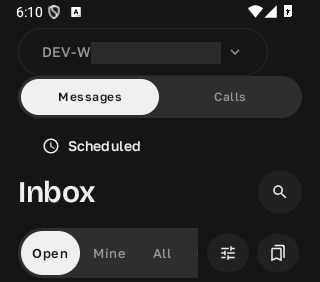 6:10
DEV-W
Messages Calls
Scheduled
Inbox
Open Mine All